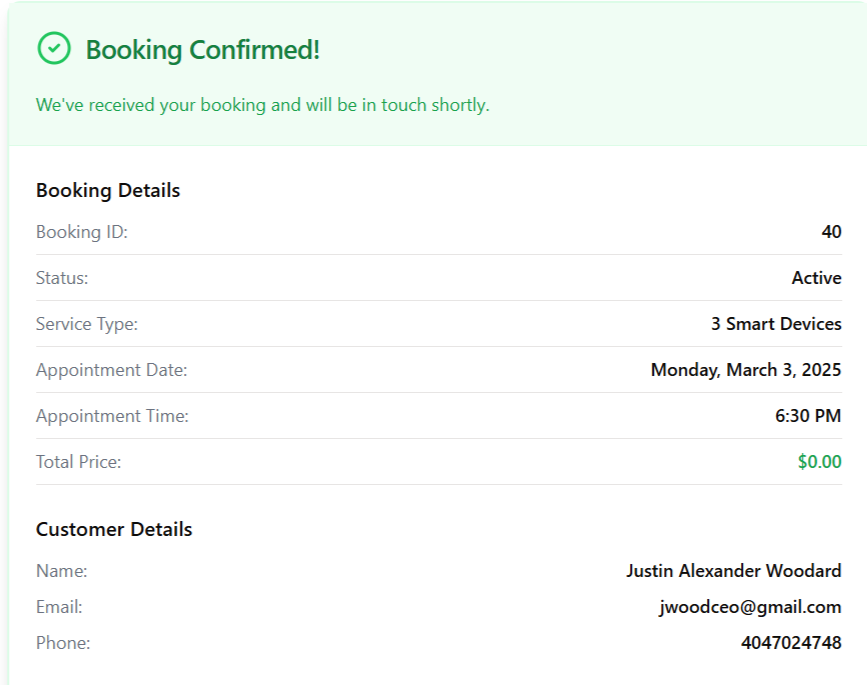 Booking Confirmed!
We've received your booking and will be in touch shortly.
Booking Details
Booking ID: 40
Status: Active
Service Type: 3 Smart Devices
Appointment Date: Monday, March 3, 2025
Appointment Time: 6:30 PM
Total Price: $0.00
Customer Details
Name: Justin Alexander Woodard
Email: jwoodceo@gmail.com
Phone: 4047024748